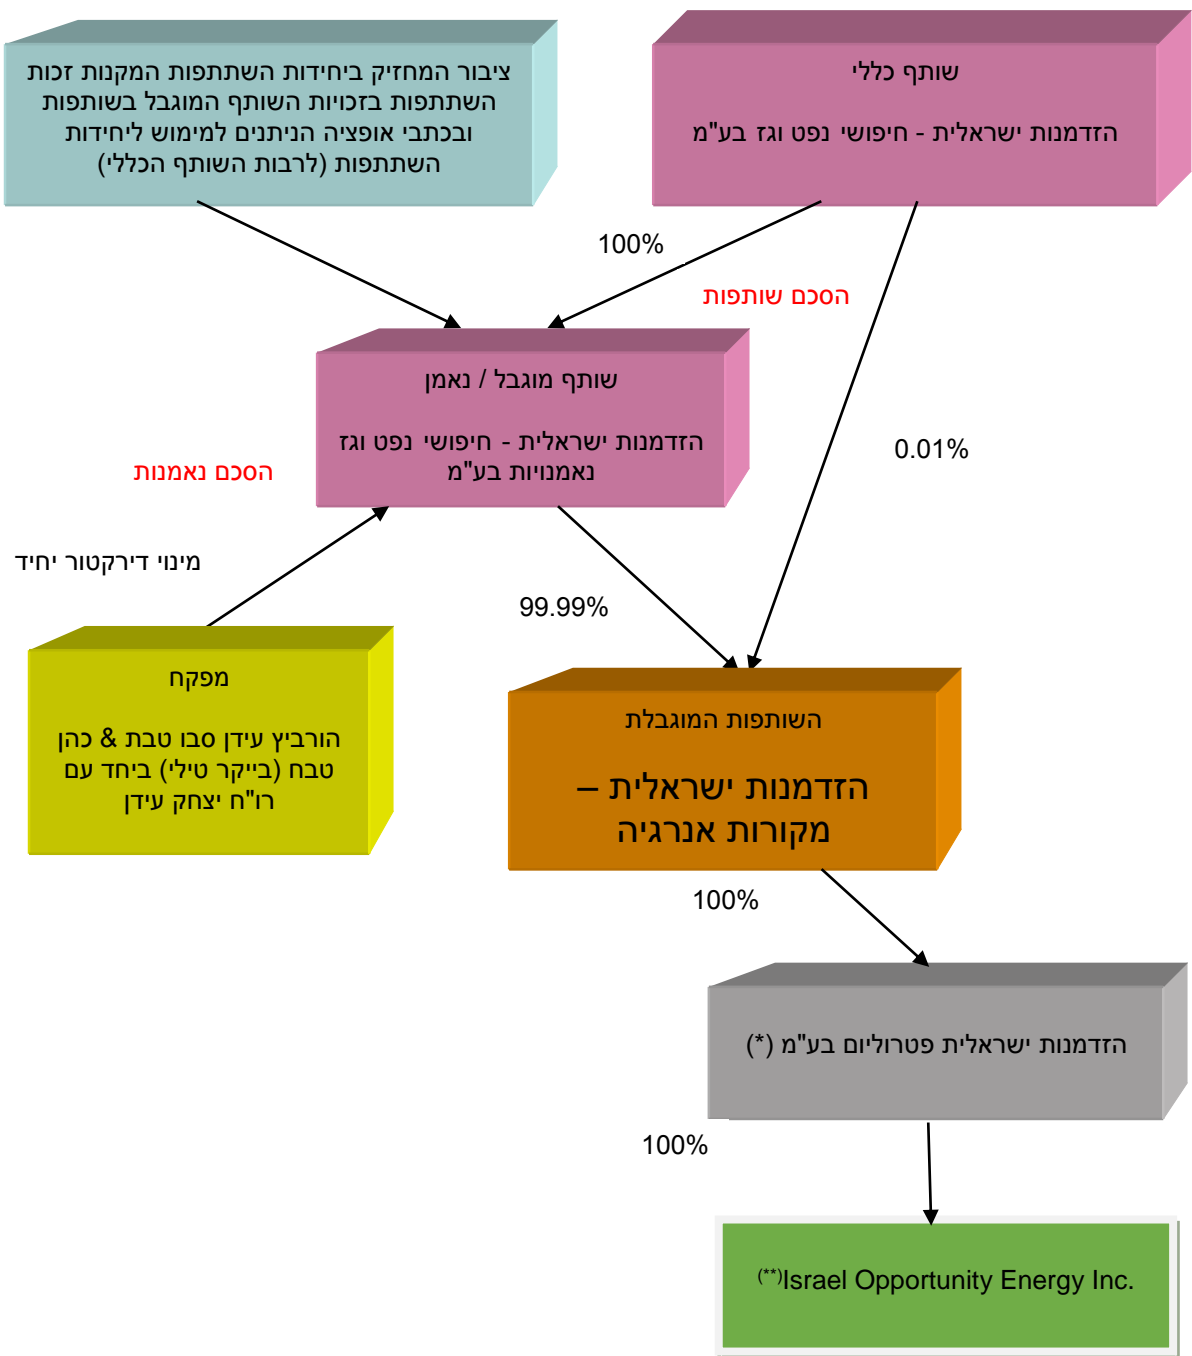 שותף כללי
הזדמנות ישראלית - חיפושי נפט וגז בע"מ
ציבור המחזיק ביחידות השתתפות המקנות זכות
השתתפות בזכויות השותף המוגבל בשותפות
ובכתבי אופציה הניתנים למימוש ליחידות
השתתפות (לרבות השותף הכללי)
100%
הסכם שותפות
שותף מוגבל / נאמן
הזדמנות ישראלית - חיפושי נפט וגז
נאמנויות בע"מ
0.01%
הסכם נאמנות
מינוי דירקטור יחיד
99.99%
מפקח
הורביץ עידן סבו טבת & כהן
טבח (בייקר טילי) ביחד עם
רו"ח יצחק עידן
השותפות המוגבלת
הזדמנות ישראלית –
מקורות אנרגיה
100%
הזדמנות ישראלית פטרוליום בע"מ (*)
100%
(**)Israel Opportunity Energy Inc.